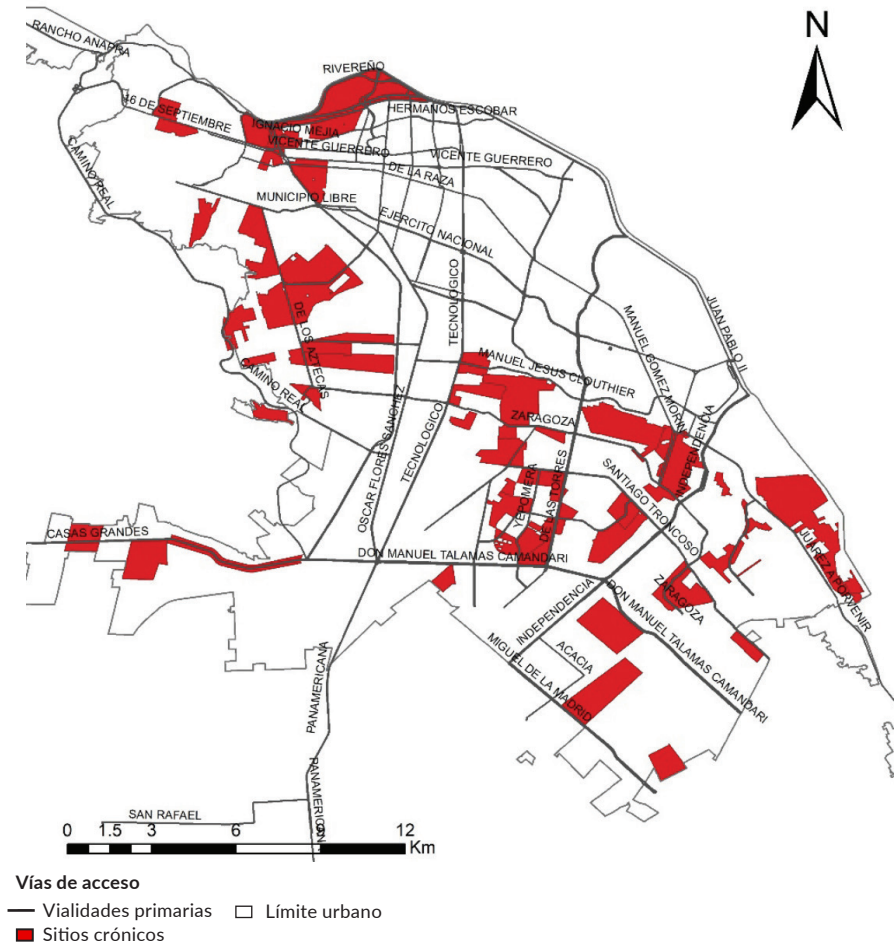 N
RANCHO ANAPRA
RIVEREÑO
16 DE SEPTIEMBRE
HERMANOS ESCOBAR
IGNACIO MEJIA
VICENTE GUERRERO
VICENTE GUERRERO
DE LA RAZA
CAMINO REAL
MUNICIPIO LIBRE
EJERCITO NACIONAL
TECNOLOGICO
MANUEL GOMEZ MORIN
JUAN PABLO II
DE LOS AZTECAS
MANUEL JESUS CLOUTHIER
CAMINO REAL
ZARAGOZA
INDEPENDENCIA
OSCAR FLORES SANCHEZ
TECNOLOGICO
SANTIAGO TRONCOSO
YEPOMERA
DE LAS TORRES
CASAS GRANDES
DON MANUEL TALAMAS CAMANDARI
JUAREZ A PORVENIR
ZARAGOZA
INDEPENDENCIA
DON MANUEL TALAMAS CAMANDARI
ACACIA
MIGUEL DE LA MADRID
PANAMERICANA
PANAMERICAN
SAN RAFAEL
0 1.5 3 6 9 12
Km
Vías de acceso
Vialidades primarias Límite urbano
Sitios crónicos